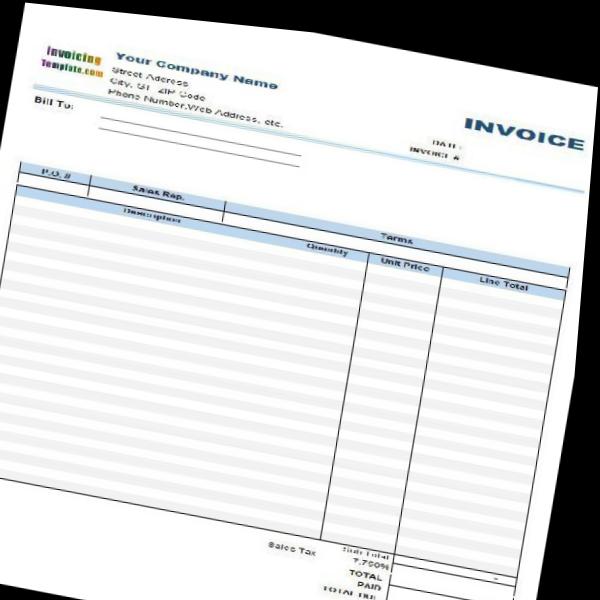 Invoicing
Template.com
Your Company Name
Street Address
City, ST ZIP Code
Phone Number,Web Address, etc.
INVOICE
DATE:
INVOICE #
Bill To:
P.O. # Sales Rep. Terms
Description Quantity Unit Price Line Total
Sub Total -
Sales Tax 7.750%
TOTAL
PAID
TOTAL DUE